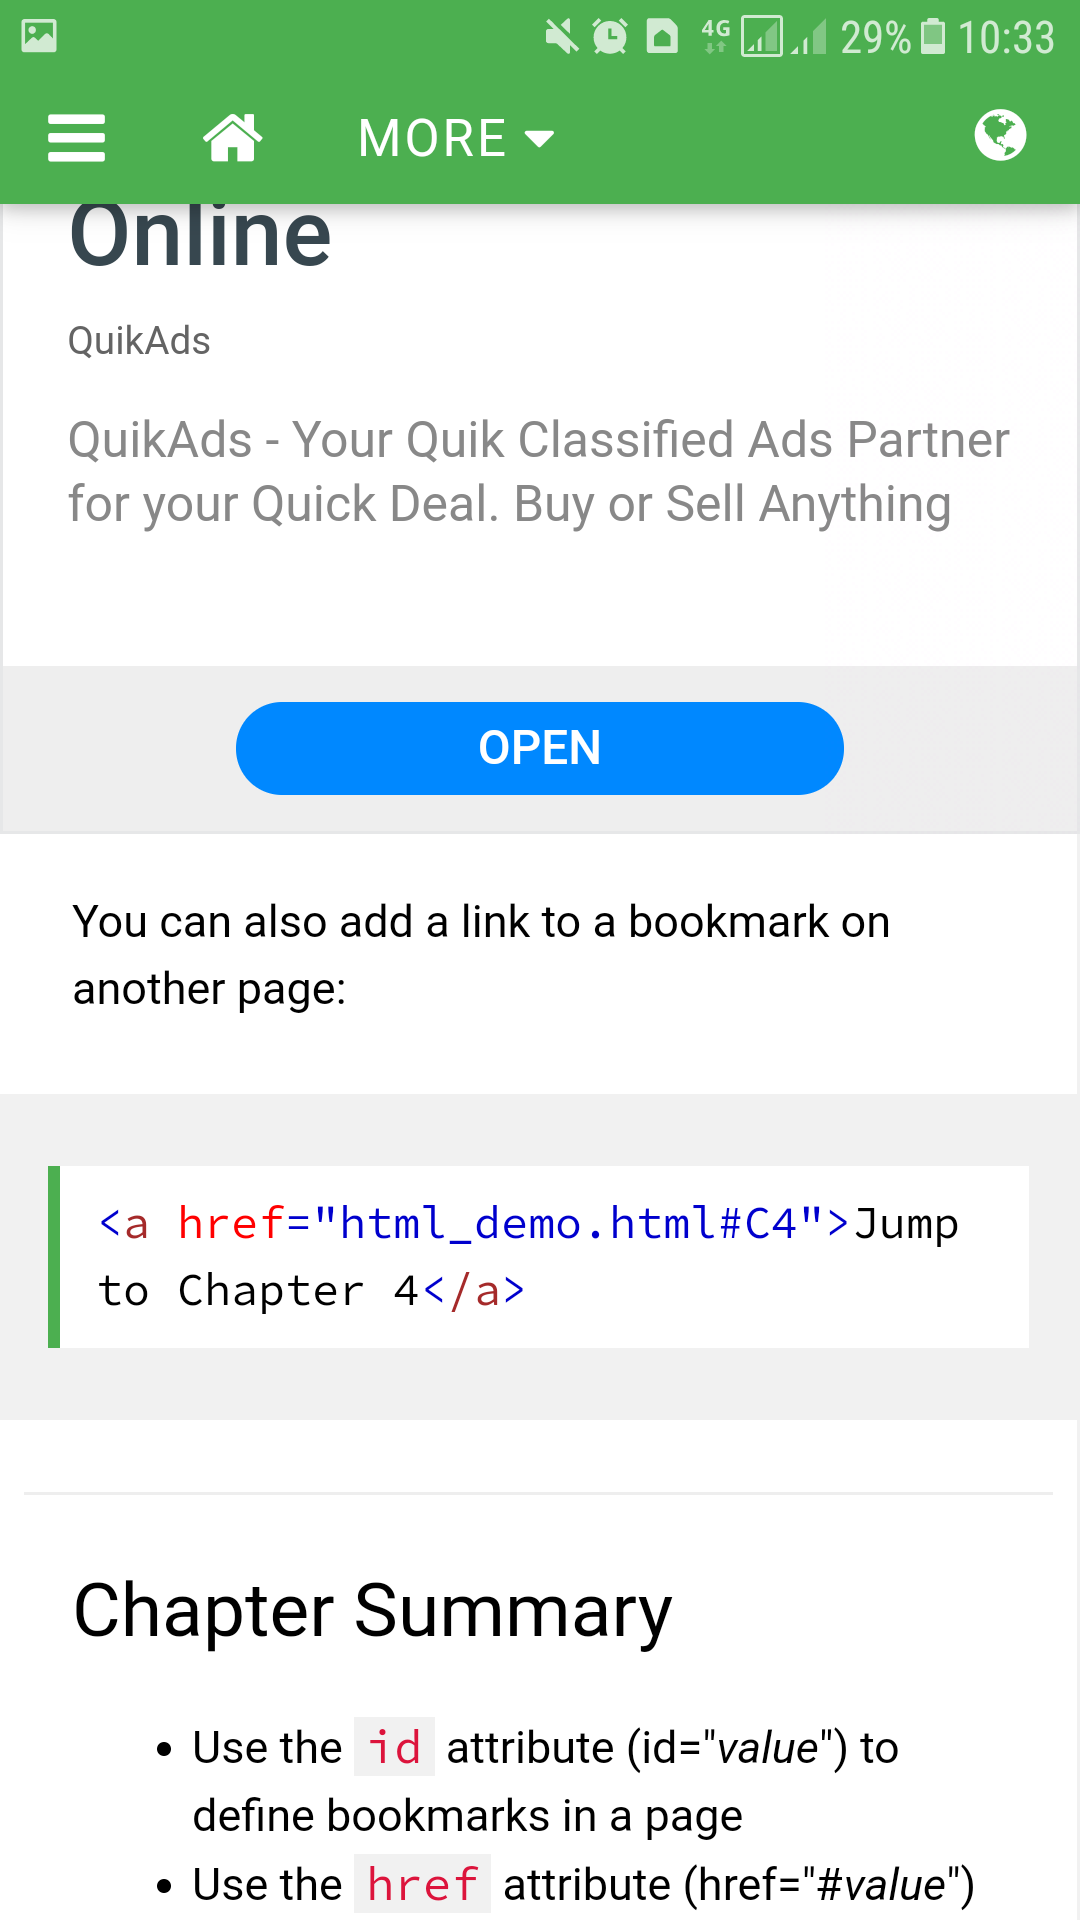 4G 29% 10:33
MORE
Online
QuikAds
QuikAds - Your Quik Classified Ads Partner
for your Quick Deal. Buy or Sell Anything
OPEN
You can also add a link to a bookmark on
another page:
<a href="html_demo.html#C4">Jump
to Chapter 4</a>
Chapter Summary
• Use the id attribute (id="value") to
define bookmarks in a page
• Use the href attribute (href="#value")